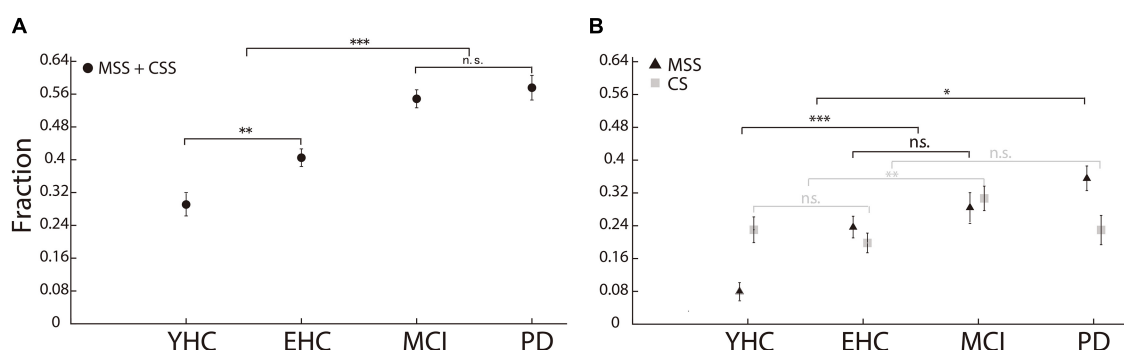 A
B
***
n.s.
**
MSS + CSS
0.64
0.56
0.48
0.4
0.32
0.24
0.16
0.08
0
Fraction
YHC EHC MCI PD
MSS
CS
*
***
ns.
n.s.
**
ns.
0.64
0.56
0.48
0.4
0.32
0.24
0.16
0.08
0
YHC EHC MCI PD